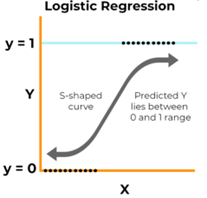 Logistic Regression
y = 1
Y
S-shaped
curve
Predicted Y
lies between
0 and 1 range
y = 0
X